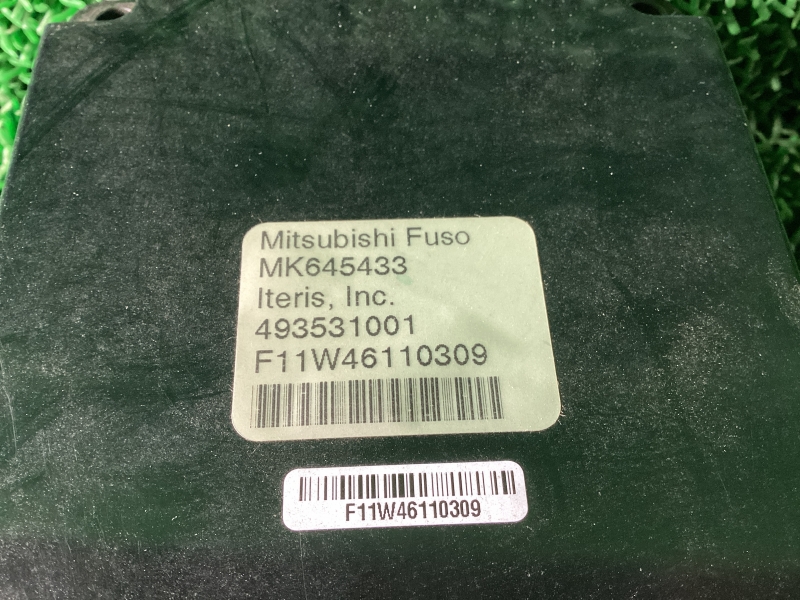 Mitsubishi Fuso
MK645433
Iteris, Inc.
493531001
F11W46110309
F11W46110309